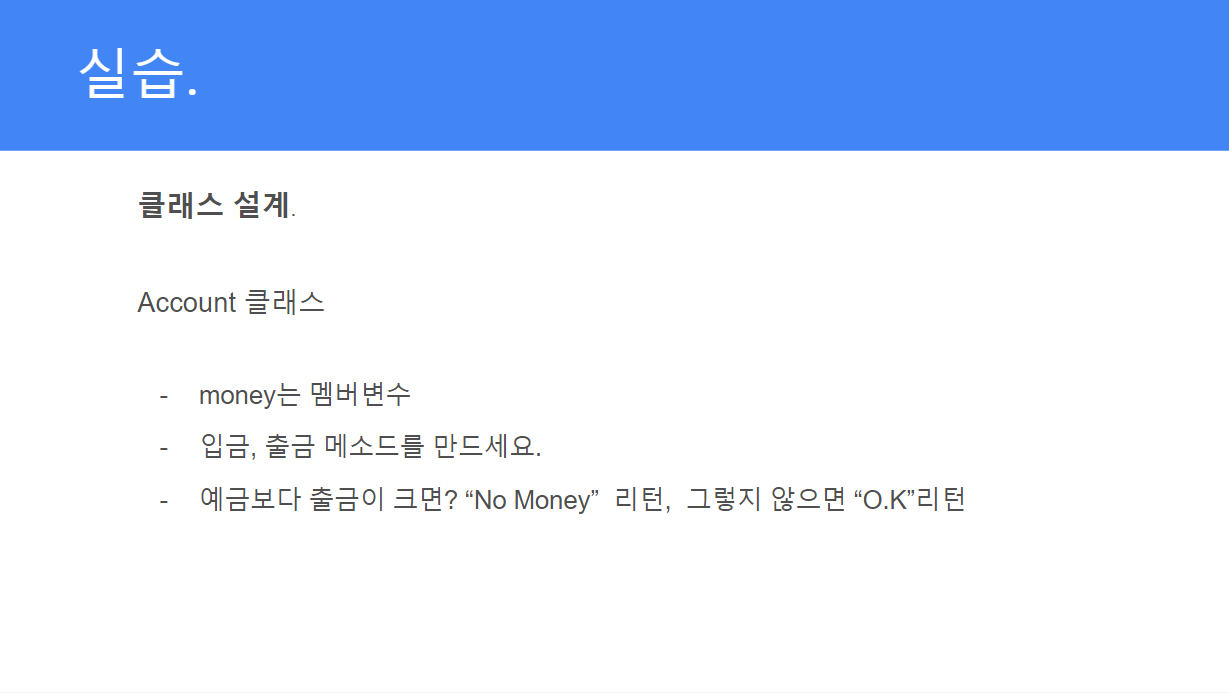 실습.
클래스 설계.
Account 클래스
- money는 멤버변수
- 입금, 출금 메소드를 만드세요.
- 예금보다 출금이 크면? “No Money”  리턴,  그렇지 않으면 “O.K”리턴